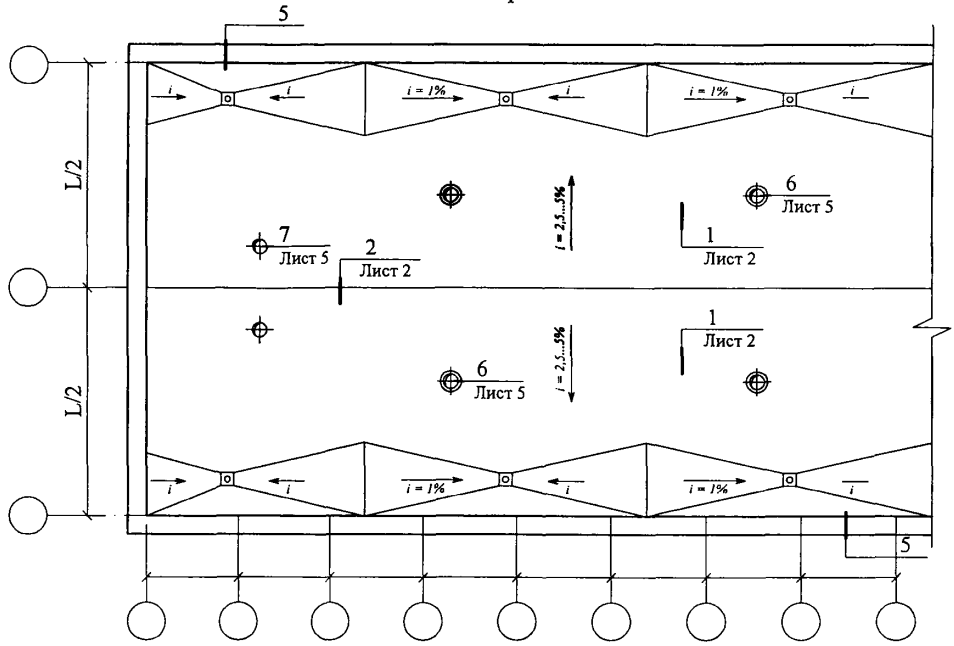 5
i
i
i = 1%
i
i = 1%
i
L/2
6
Лист 5
i = 2,5...5%
7
Лист 5
2
Лист 2
1
Лист 2
1
Лист 2
i = 2,5...5%
6
Лист 5
L/2
i
i
i = 1%
i
i = 1%
i
5